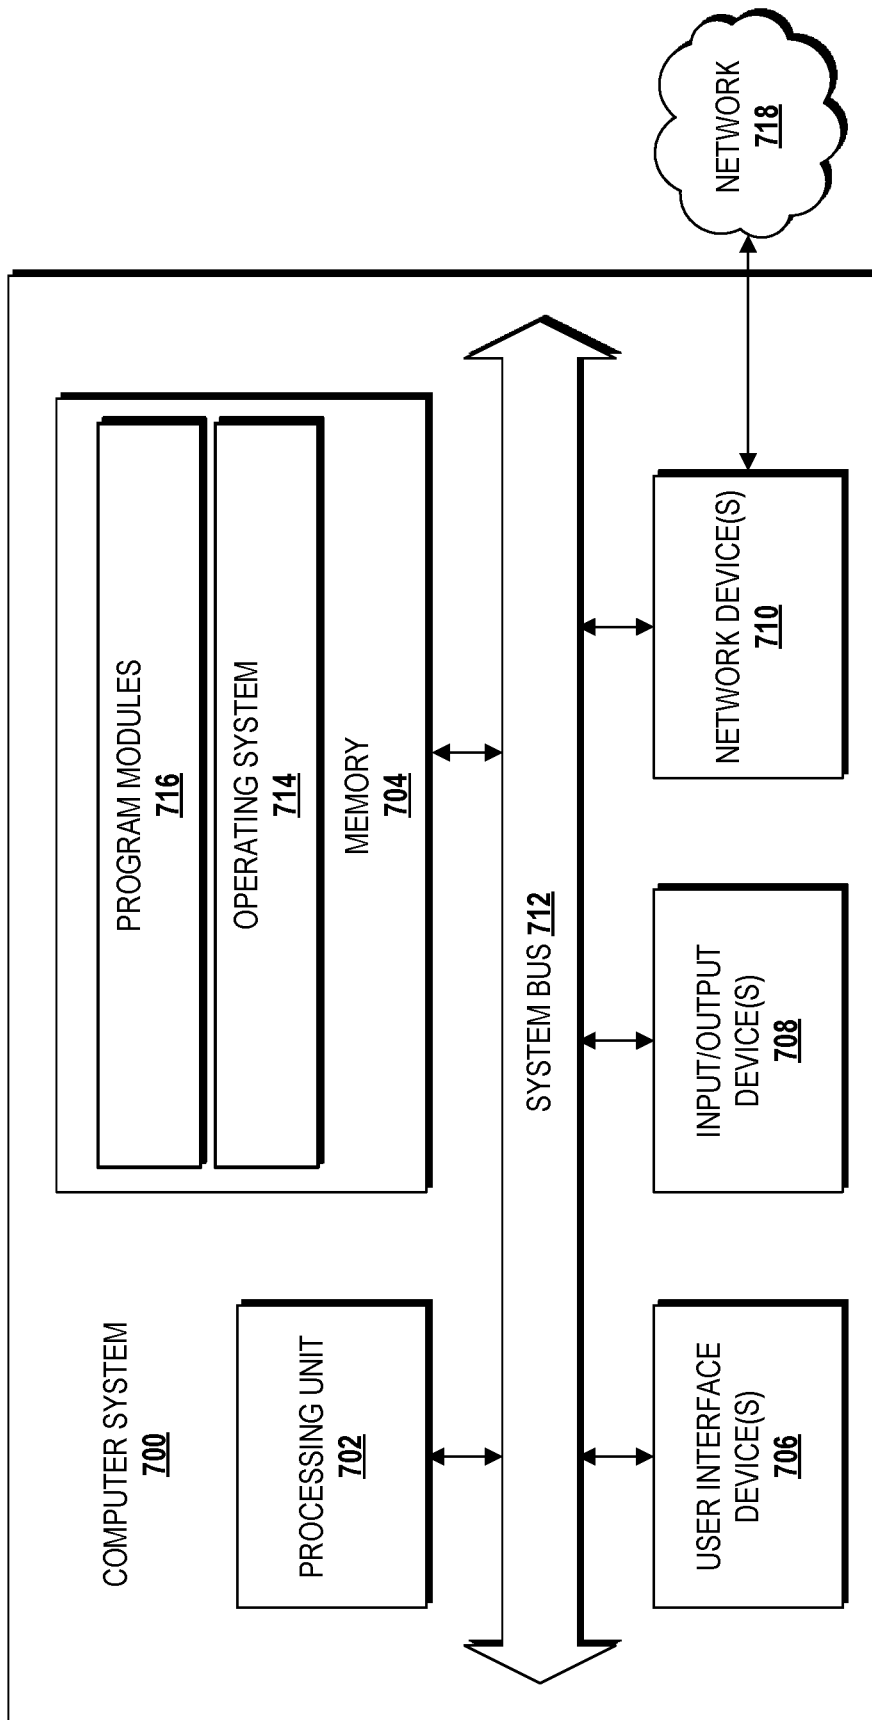 COMPUTER SYSTEM
700
PROCESSING UNIT
702
PROGRAM MODULES
716
OPERATING SYSTEM
714
MEMORY
704
SYSTEM BUS 712
USER INTERFACE
DEVICE(S)
706
INPUT/OUTPUT
DEVICE(S)
708
NETWORK DEVICE(S)
710
NETWORK
718